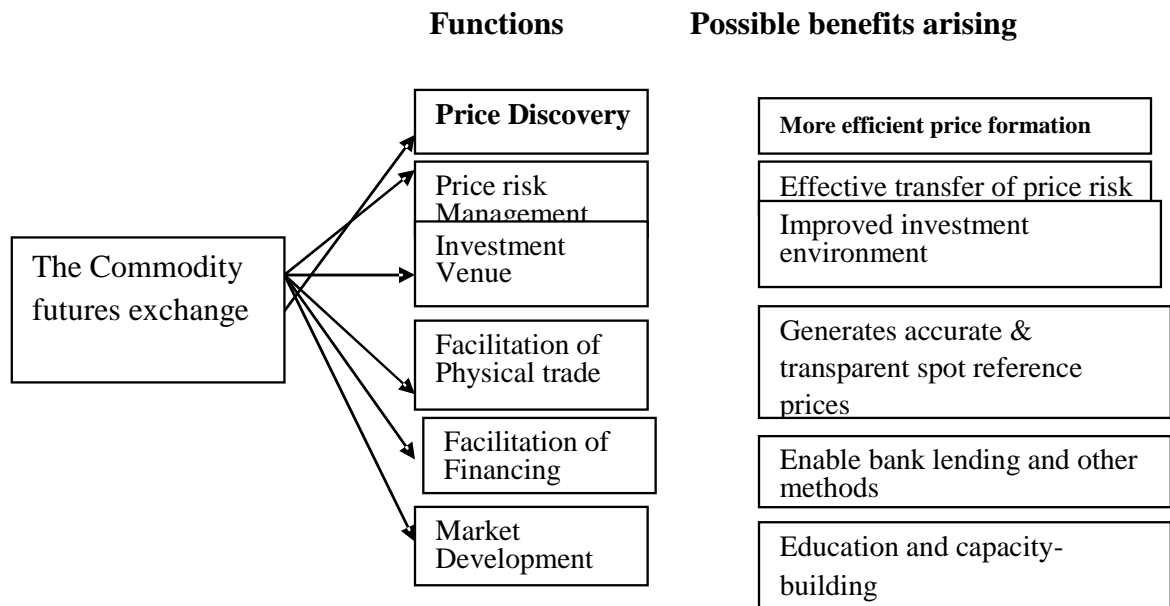 Functions
Possible benefits arising
Price Discovery
More efficient price formation
Price risk
Management
Effective transfer of price risk
Investment
Venue
Improved investment
environment
The Commodity
futures exchange
Facilitation of
Physical trade
Generates accurate &
transparent spot reference
prices
Facilitation of
Financing
Enable bank lending and other
methods
Market
Development
Education and capacity-
building